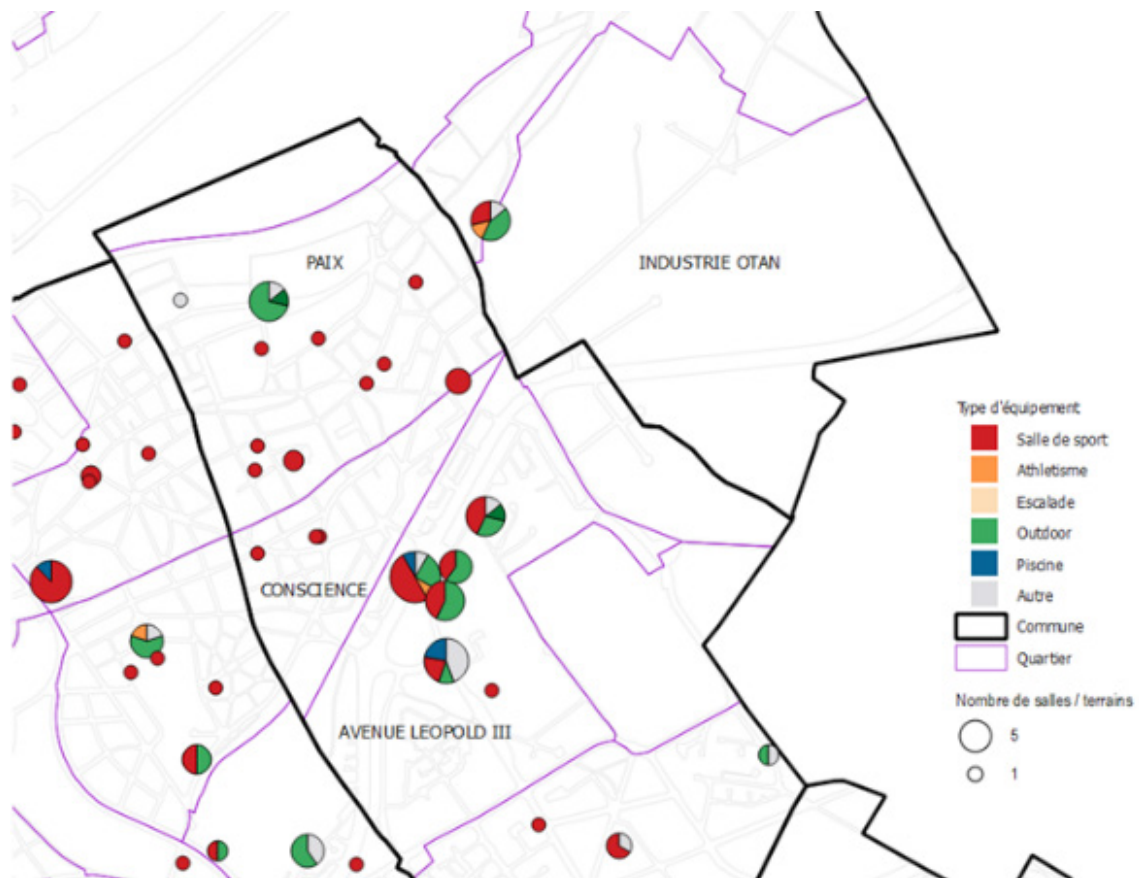 PAIX
INDUSTRIE OTAN
CONSCIENCE
AVENUE LEOPOLD III
Type d'équipement
Salle de sport
Athletisme
Escalade
Outdoor
Piscine
Autre
Commune
Quartier
Nombre de salles / terrains
5
1